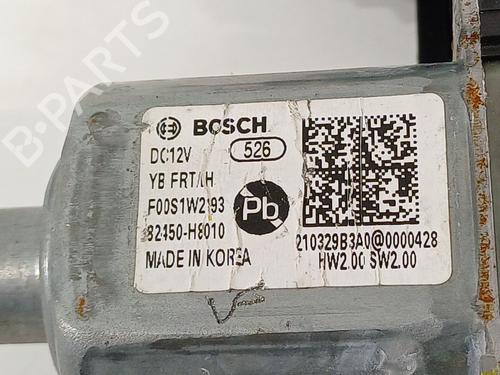 B-PARTS
BOSCH
DC12V 526
YB FRT/LH
F00S1W2193
82450-H8010
Pb
MADE IN KOREA
210329B3A0@0000428
HW2.00 SW2.00